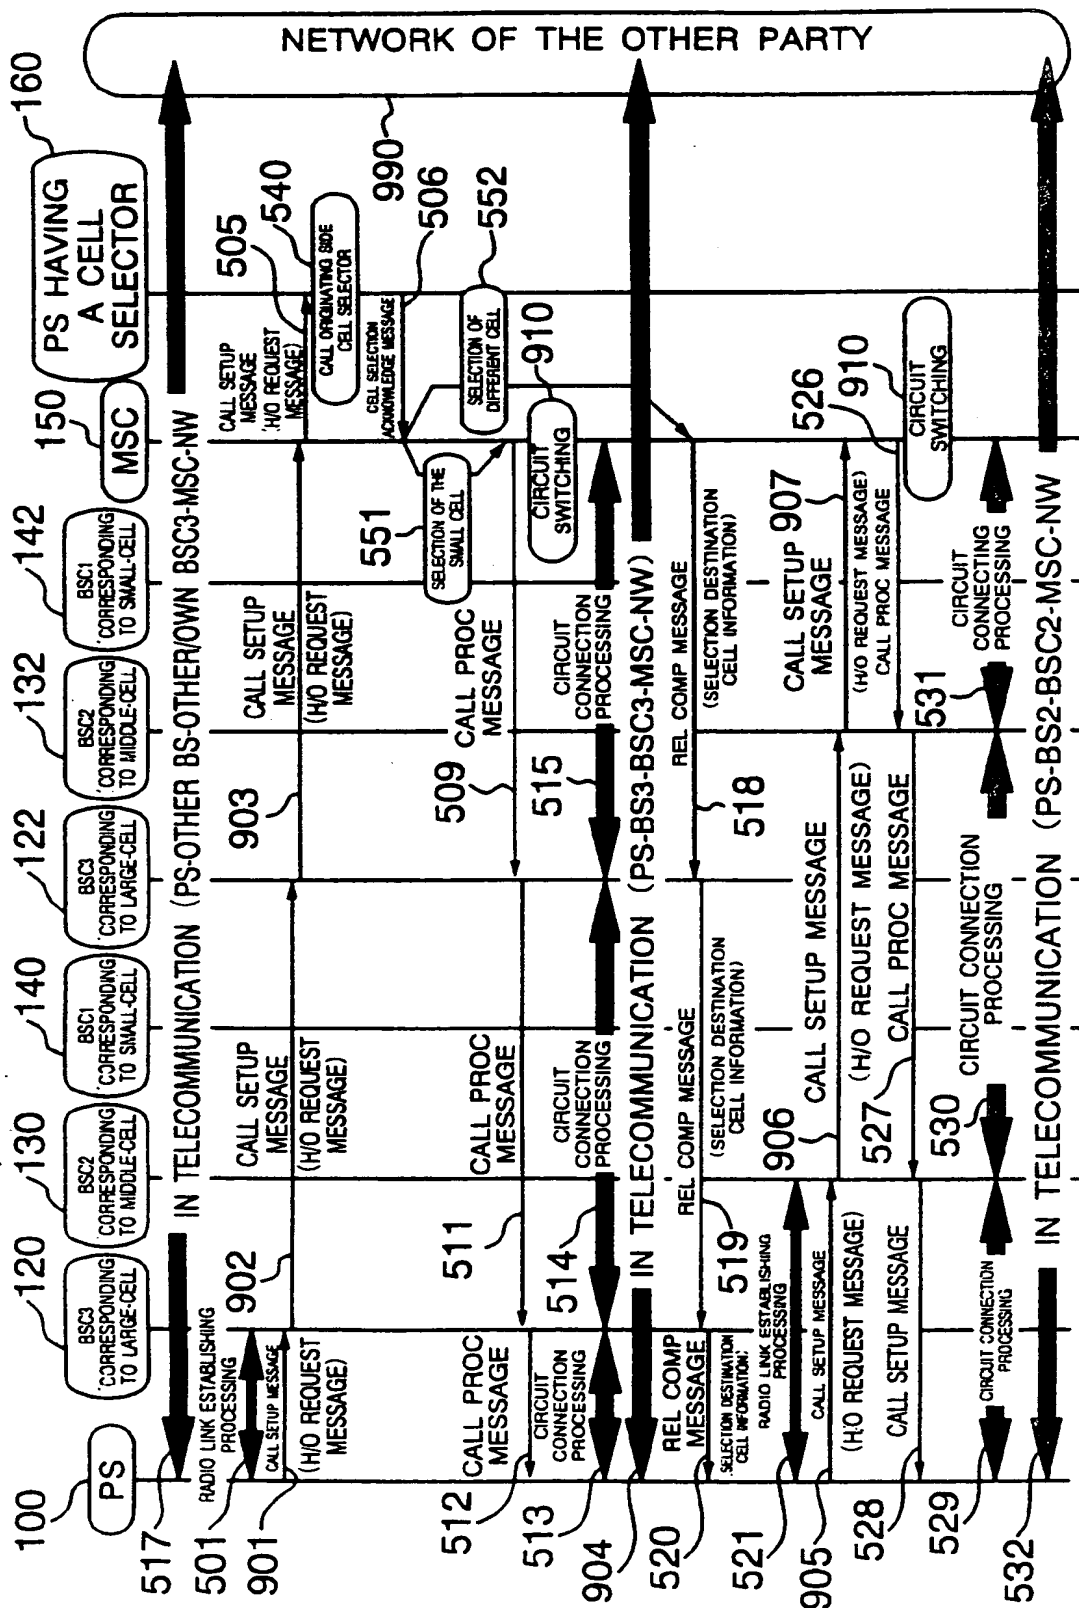 NETWORK OF THE OTHER PARTY
160
PS HAVING
A CELL
SELECTOR
150
MSC
142
BSC1
'CORRESPONDING
TO SMALL-CELL
132
BSC2
'CORRESPONDING
TO MIDDLE-CELL
122
BSC3
'CORRESPONDING
TO LARGE-CELL
140
BSC1
'CORRESPONDING
TO SMALL-CELL
130
BSC2
'CORRESPONDING
TO MIDDLE-CELL
120
BSC3
'CORRESPONDING
TO LARGE-CELL
100
PS
517
IN TELECOMMUNICATION (PS-OTHER BS-OTHER/OWN BSC3-MSC-NW
501
RADIO LINK ESTABLISHING
PROCESSING
901
CALL SETUP MESSAGE
(H/O REQUEST
MESSAGE)
902
CALL SETUP
MESSAGE
(H/O REQUEST
MESSAGE)
903
CALL SETUP
MESSAGE
(H/O REQUEST
MESSAGE)
CALL SETUP
MESSAGE
'H/O REQUEST
MESSAGE)
505
540
CALL ORIGINATING SIDE
CELL SELECTOR
990
506
CELL SELECTION
ACKNOWLEDGE MESSAGE
552
SELECTION OF
DIFFERENT CELL
551
SELECTION OF THE
SMALL CELL
910
CIRCUIT
SWITCHING
CALL PROC
MESSAGE
509
CALL PROC
MESSAGE
511
CALL PROC
MESSAGE
512
CIRCUIT
CONNECTION
PROCESSING
513
CIRCUIT
CONNECTION
PROCESSING
514
CIRCUIT
CONNECTION
PROCESSING
515
904
IN TELECOMMUNICATION (PS-BS3-BSC3-MSC-NW)
REL COMP MESSAGE
(SELECTION DESTINATION
CELL INFORMATION)
518
REL COMP MESSAGE
(SELECTION DESTINATION
CELL INFORMATION)
519
REL COMP
MESSAGE
.SELECTION DESTINATION
CELL INFORMATION.
520
RADIO LINK ESTABLISHING
PROCESSING
521
CALL SETUP MESSAGE
905
(H:O REQUEST MESSAGE)
906
CALL SETUP MESSAGE
(H/O REQUEST MESSAGE)
CALL SETUP
MESSAGE
907
(H/O REQUEST MESSAGE)
CALL PROC MESSAGE
526
910
CIRCUIT
SWITCHING
527
CALL PROC MESSAGE
CALL SETUP MESSAGE
528
CIRCUIT CONNECTION
PROCESSING
529
530
CIRCUIT CONNECTION
PROCESSING
531
CIRCUIT
CONNECTING
PROCESSING
532
IN TELECOMMUNICATION (PS-BS2-BSC2-MSC-NW